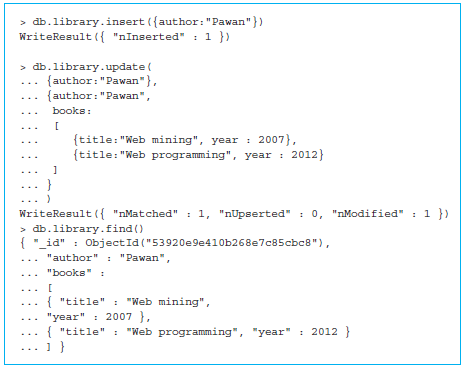 > db.library.insert({author:"Pawan"})
WriteResult({ "nInserted" : 1 })
> db.library.update(
... {author:"Pawan"},
... {author:"Pawan",
...  books:
...  [
...     {title:"Web mining", year : 2007},
...     {title:"Web programming", year : 2012}
...  ]
... }
... )
WriteResult({ "nMatched" : 1, "nUpserted" : 0, "nModified" : 1 })
> db.library.find()
{ "_id" : ObjectId("53920e9e410b268e7c85cbc8"),
... "author" : "Pawan",
... "books" :
... [
... { "title" : "Web mining",
... "year" : 2007 },
... { "title" : "Web programming", "year" : 2012 }
... ] }